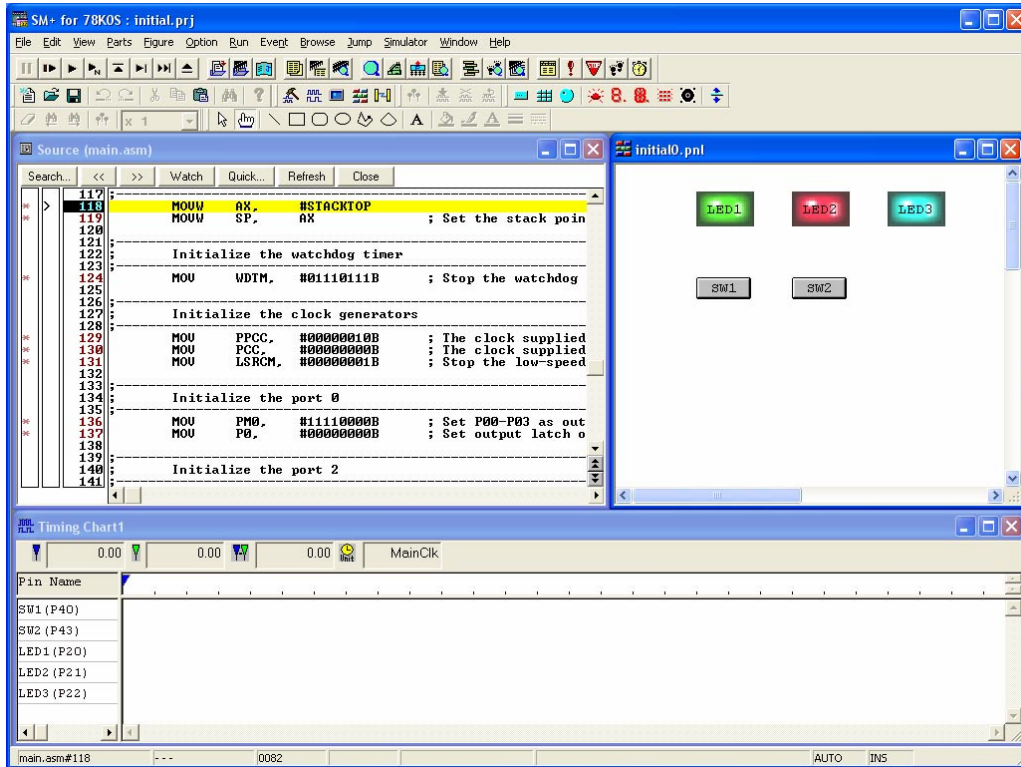 SM+ for 78K0S : initial.prj
File Edit View Parts Figure Option Run Event Browse Jump Simulator Window Help
x 1
Source (main.asm)
Search... << >> Watch Quick... Refresh Close
117 ;
118 MOVW AX, #STACKTOP
119 MOVW SP, AX ; Set the stack poin
120
121 ;
122 ; Initialize the watchdog timer
123 ;
124 MOV WDTM, #01110111B ; Stop the watchdog
125
126 ;
127 ; Initialize the clock generators
128 ;
129 MOV PPCC, #00000010B ; The clock supplied
130 MOV PCC, #00000000B ; The clock supplied
131 MOV LSRCM, #00000001B ; Stop the low-speed
132
133 ;
134 ; Initialize the port 0
135 ;
136 MOV PM0, #11110000B ; Set P00-P03 as out
137 MOV P0, #00000000B ; Set output latch o
138
139 ;
140 ; Initialize the port 2
141 ;
initial0.pnl
LED1 LED2 LED3
SW1 SW2
Timing Chart1
0.00 0.00 0.00 Unit MainClk
Pin Name
SW1(P40)
SW2(P43)
LED1(P20)
LED2(P21)
LED3(P22)
main.asm#118 --- 0082 AUTO INS